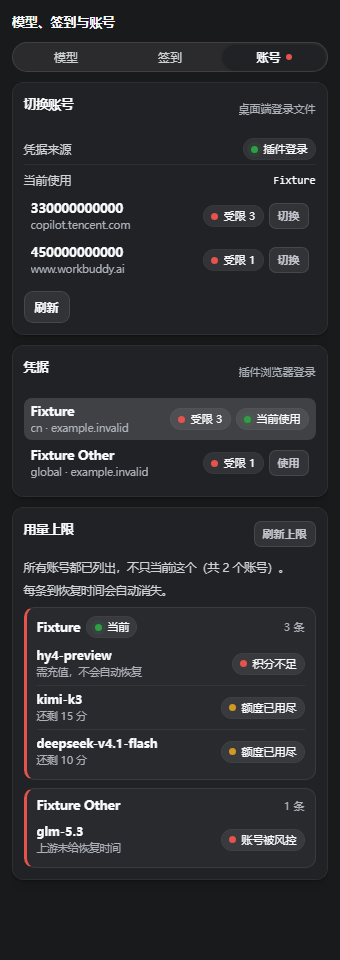 模型、签到与账号
模型 签到 账号
切换账号 桌面端登录文件
凭据来源 插件登录
当前使用 Fixture
330000000000 受限 3 切换
copilot.tencent.com
450000000000 受限 1 切换
www.workbuddy.ai
刷新
凭据 插件浏览器登录
Fixture 受限 3 当前使用
cn · example.invalid
Fixture Other 受限 1 使用
global · example.invalid
用量上限 刷新上限
所有账号都已列出，不只当前这个（共 2 个账号）。
每条到恢复时间会自动消失。
Fixture 当前 3 条
hy4-preview 积分不足
需充值，不会自动恢复
kimi-k3 额度已用尽
还剩 15 分
deepseek-v4.1-flash 额度已用尽
还剩 10 分
Fixture Other 1 条
glm-5.3 账号被风控
上游未给恢复时间